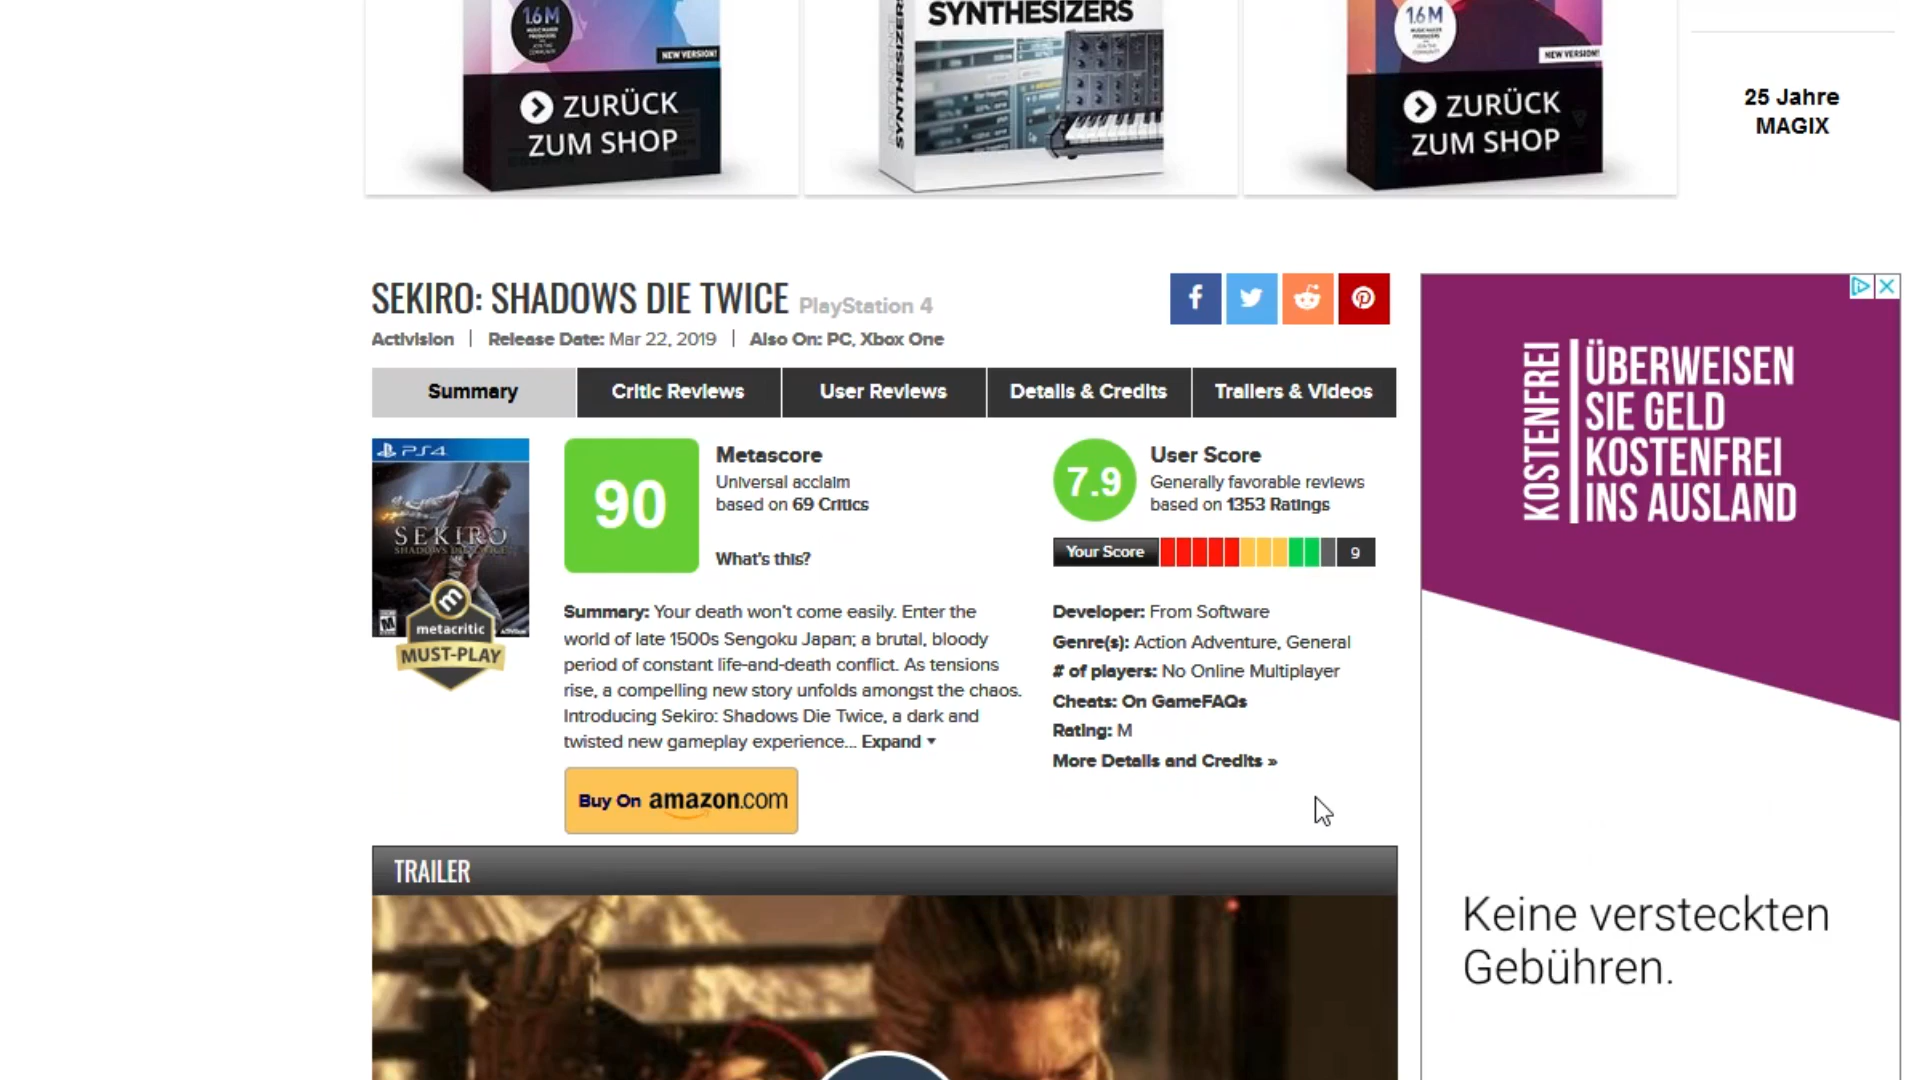 1.6 M
NEW VERSION!
ZURÜCK
ZUM SHOP
SYNTHESIZERS
SYNTHESIZERS
ZURÜCK
ZUM SHOP
1.6 M
NEW VERSION!
25 Jahre
MAGIX
SEKIRO: SHADOWS DIE TWICE PlayStation 4
Activision | Release Date: Mar 22, 2019 | Also On: PC, Xbox One
Summary
Critic Reviews
User Reviews
Details & Credits
Trailers & Videos
PS4
SEKIRO
SHADOWS DIE TWICE
M
metacritic
MUST-PLAY
90
Metascore
Universal acclaim
based on 69 Critics
What's this?
7.9
User Score
Generally favorable reviews
based on 1353 Ratings
Your Score
9
Summary: Your death won't come easily. Enter the
world of late 1500s Sengoku Japan; a brutal, bloody
period of constant life-and-death conflict. As tensions
rise, a compelling new story unfolds amongst the chaos.
Introducing Sekiro: Shadows Die Twice, a dark and
twisted new gameplay experience... Expand
Buy On amazon.com
Developer: From Software
Genre(s): Action Adventure, General
# of players: No Online Multiplayer
Cheats: On GameFAQs
Rating: M
More Details and Credits »
TRAILER
KOSTENFREI
ÜBERWEISEN
SIE GELD
KOSTENFREI
INS AUSLAND
Keine versteckten
Gebühren.